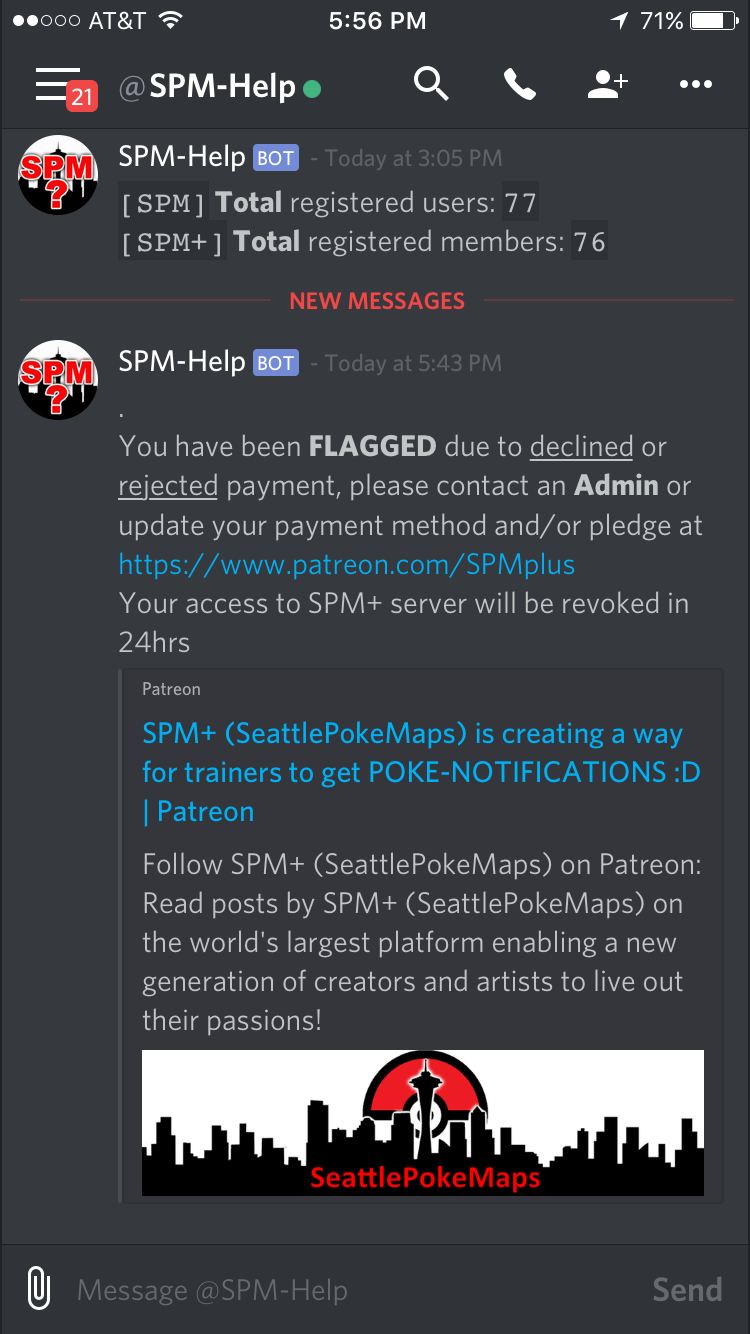 AT&T 5:56 PM 71%
21 @SPM-Help
SPM ?
SPM-Help BOT - Today at 3:05 PM
[SPM] Total registered users: 77
[SPM+] Total registered members: 76
NEW MESSAGES
SPM ?
SPM-Help BOT - Today at 5:43 PM
.
You have been FLAGGED due to declined or
rejected payment, please contact an Admin or
update your payment method and/or pledge at
https://www.patreon.com/SPMplus
Your access to SPM+ server will be revoked in
24hrs
Patreon
SPM+ (SeattlePokeMaps) is creating a way
for trainers to get POKE-NOTIFICATIONS :D
| Patreon
Follow SPM+ (SeattlePokeMaps) on Patreon:
Read posts by SPM+ (SeattlePokeMaps) on
the world's largest platform enabling a new
generation of creators and artists to live out
their passions!
SeattlePokeMaps
Message @SPM-Help Send